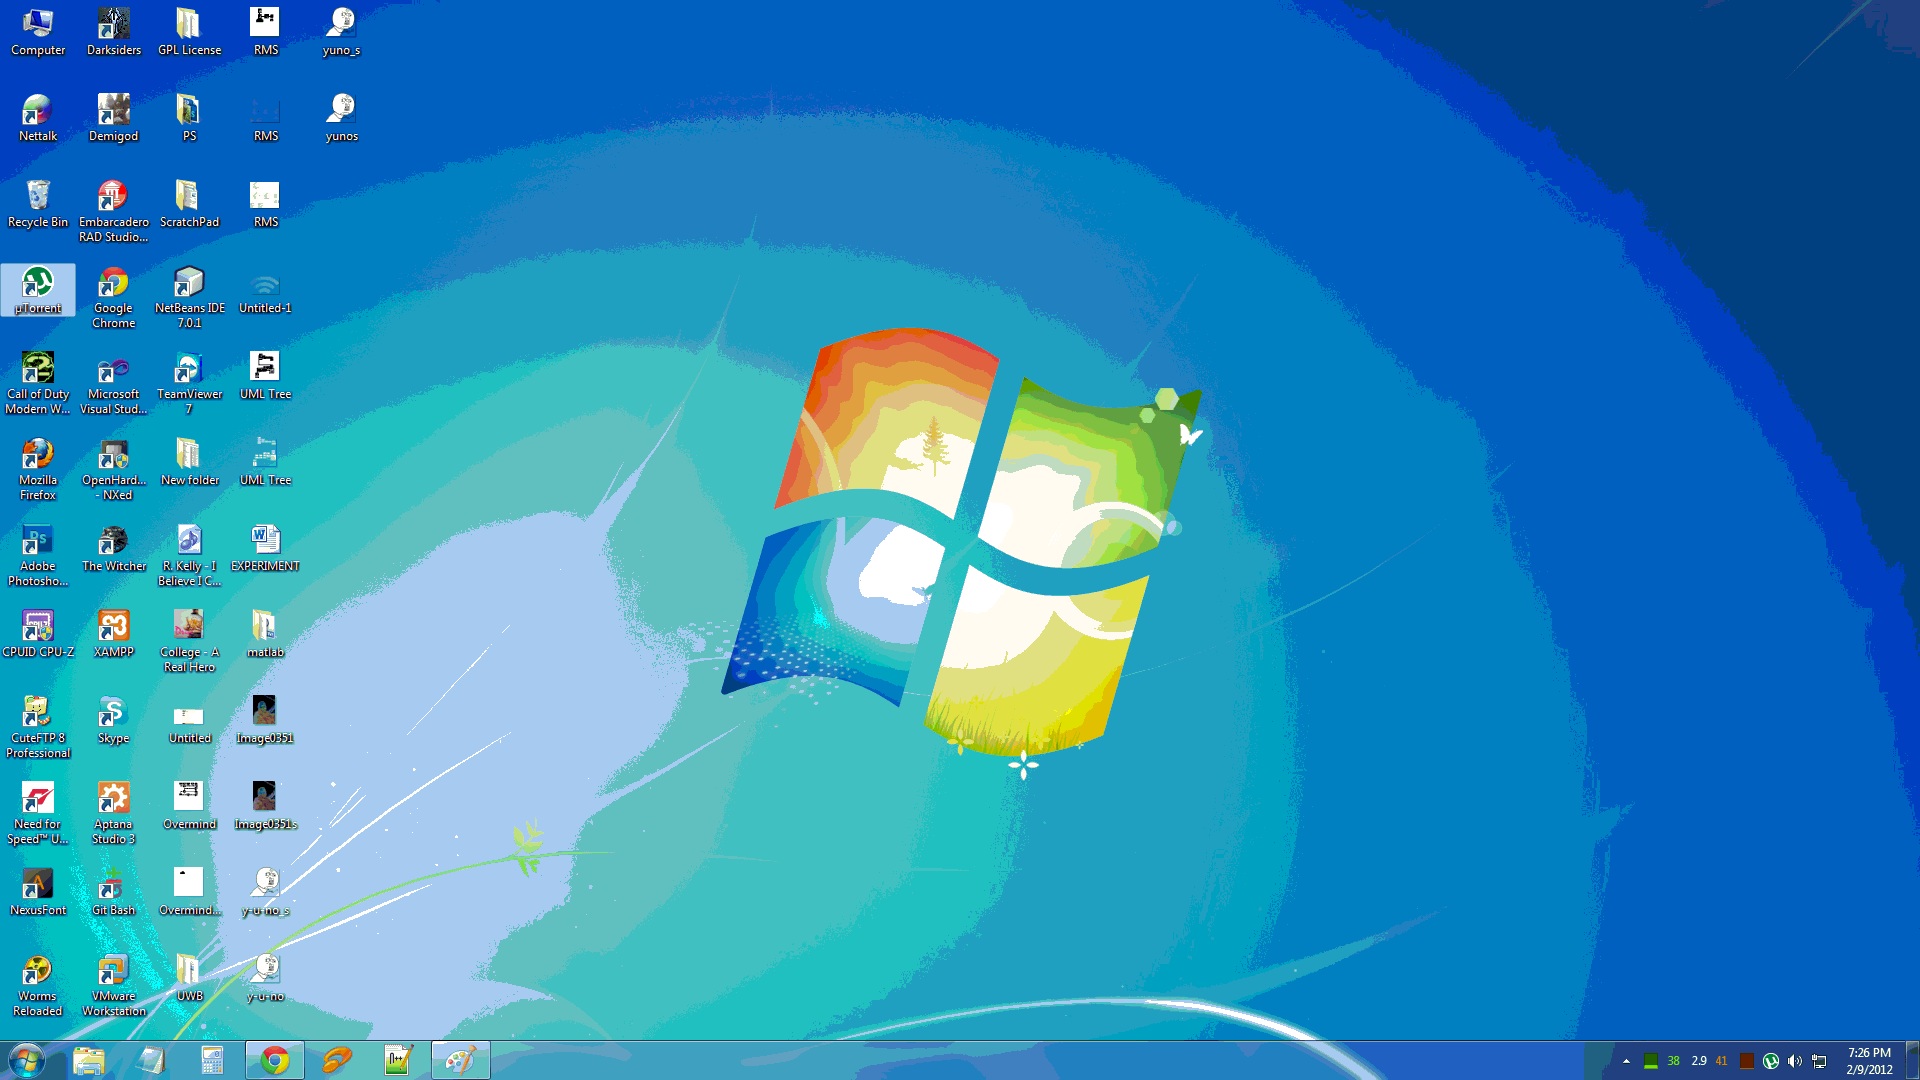 Computer
Darksiders
GPL License
RMS
yuno_s
Nettalk
Demigod
PS
RMS
yunos
Recycle Bin
Embarcadero
RAD Studio...
ScratchPad
RMS
µTorrent
Google
Chrome
NetBeans IDE
7.0.1
Untitled-1
Call of Duty
Modern W...
Microsoft
Visual Stud...
TeamViewer
7
UML Tree
Mozilla
Firefox
OpenHard...
- NXed
New folder
UML Tree
Adobe
Photosho...
The Witcher
R. Kelly - I
Believe I C...
EXPERIMENT
CPUID CPU-Z
XAMPP
College - A
Real Hero
matlab
CuteFTP 8
Professional
Skype
Untitled
Image0351
Need for
Speed™ U...
Aptana
Studio 3
Overmind
Image0351s
NexusFont
Git Bash
Overmind...
y-u-no_s
Worms
Reloaded
VMware
Workstation
UWB
y-u-no
38 2.9 41
7:26 PM
2/9/2012